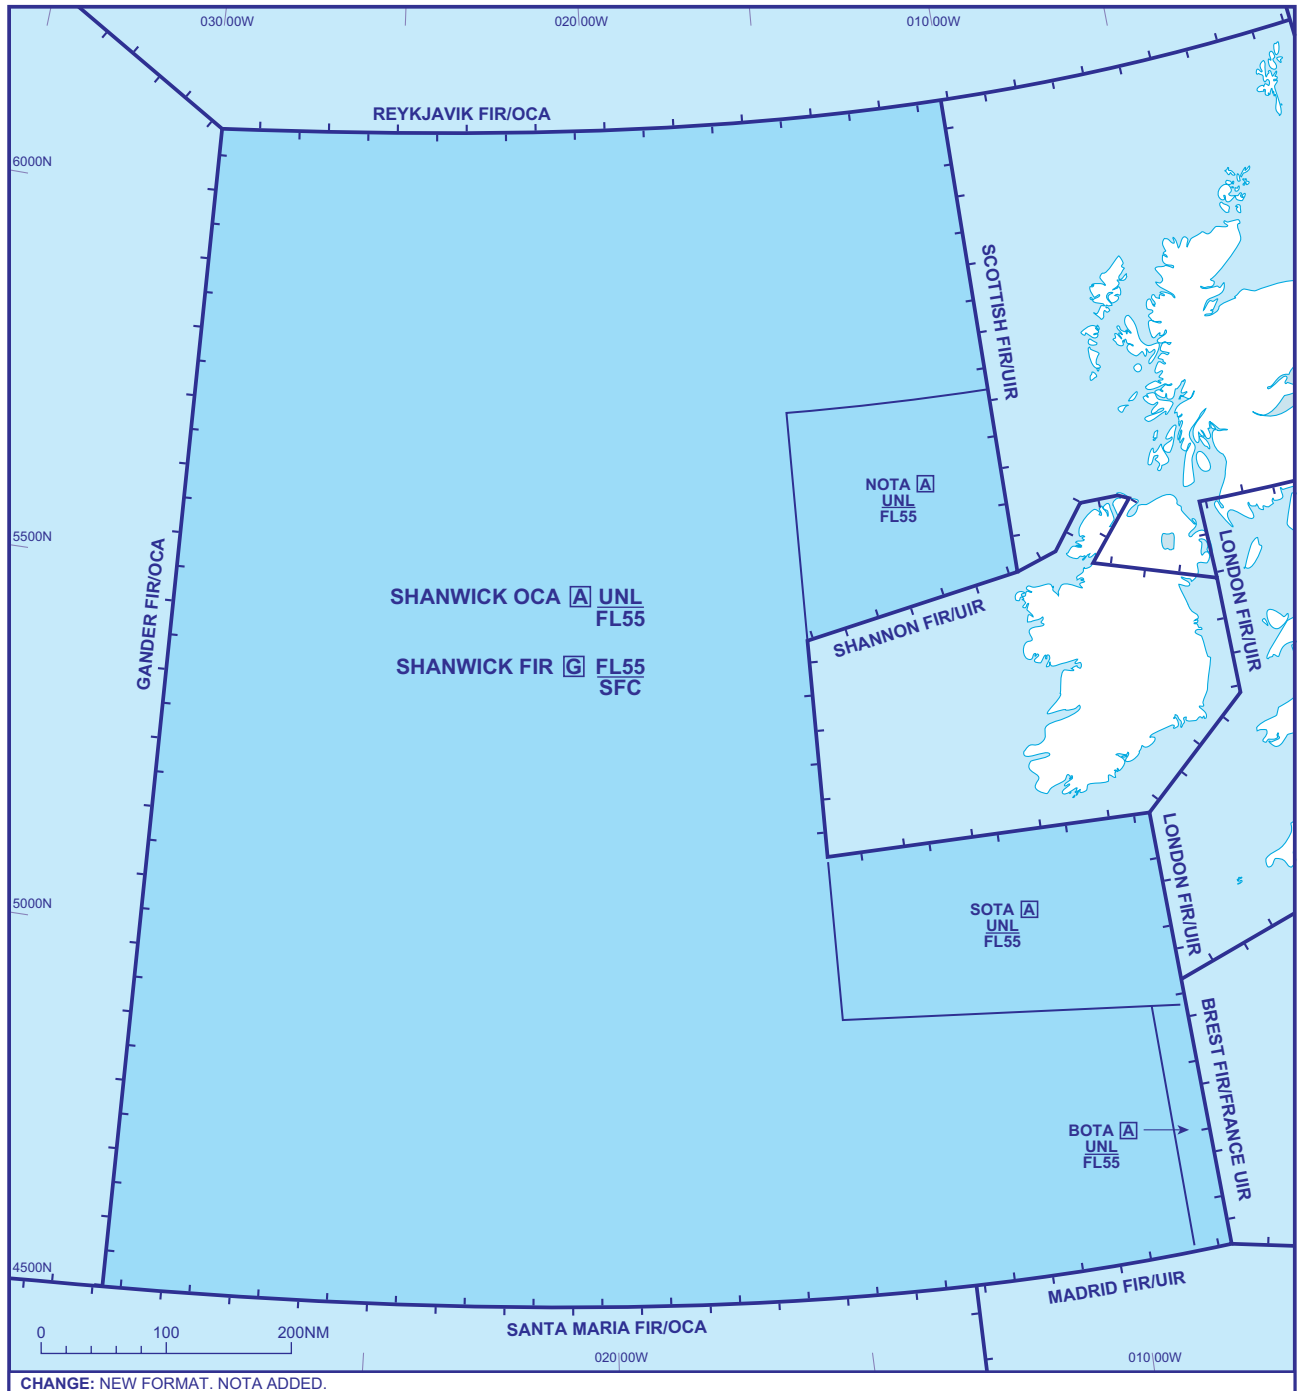 030 00W
020 00W
010 00W
REYKJAVIK FIR/OCA
6000N
SCOTTISH FIR/UIR
NOTA A
UNL
FL55
5500N
LONDON FIR/UIR
GANDER FIR/OCA
SHANWICK OCA A UNL
FL55
SHANNON FIR/UIR
SHANWICK FIR G FL55
SFC
LONDON FIR/UIR
5000N
SOTA A
UNL
FL55
BREST FIR/FRANCE UIR
BOTA A
UNL
FL55
4500N
MADRID FIR/UIR
SANTA MARIA FIR/OCA
0 100 200NM
020 00W
010 00W
CHANGE: NEW FORMAT. NOTA ADDED.